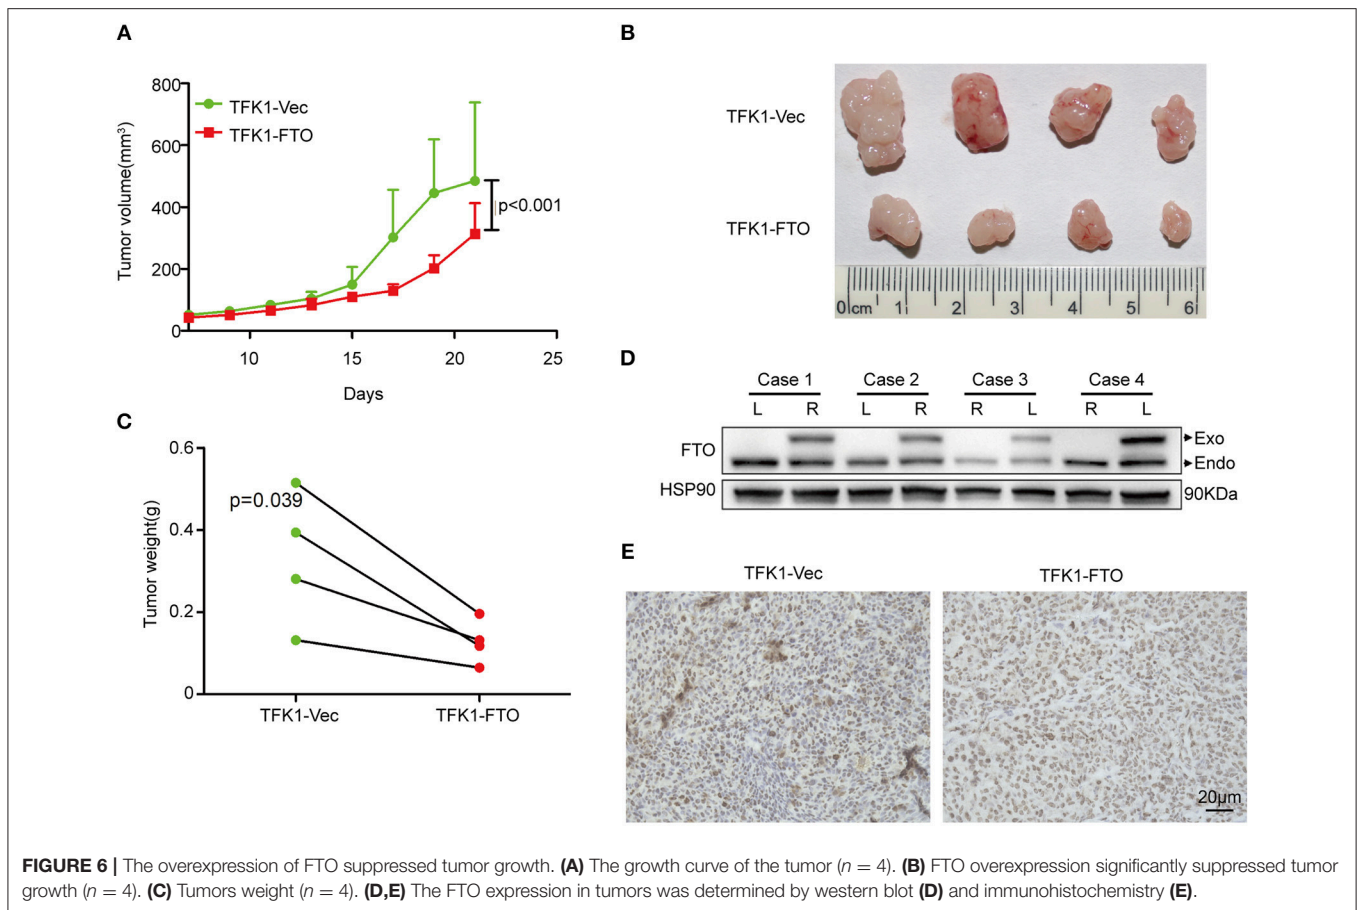 A
800
600
400
200
0
Tumor volume(mm³)
TFK1-Vec
TFK1-FTO
p<0.001
10 15 20 25
Days
B
TFK1-Vec
TFK1-FTO
0 cm 1 2 3 4 5 6
C
0.6
0.4
0.2
0
Tumor weight(g)
p=0.039
TFK1-Vec TFK1-FTO
D
Case 1 Case 2 Case 3 Case 4
L R L R R L R L
FTO
Exo
Endo
HSP90
90KDa
E
TFK1-Vec TFK1-FTO
20μm
FIGURE 6 | The overexpression of FTO suppressed tumor growth. (A) The growth curve of the tumor (n = 4). (B) FTO overexpression significantly suppressed tumor
growth (n = 4). (C) Tumors weight (n = 4). (D,E) The FTO expression in tumors was determined by western blot (D) and immunohistochemistry (E).